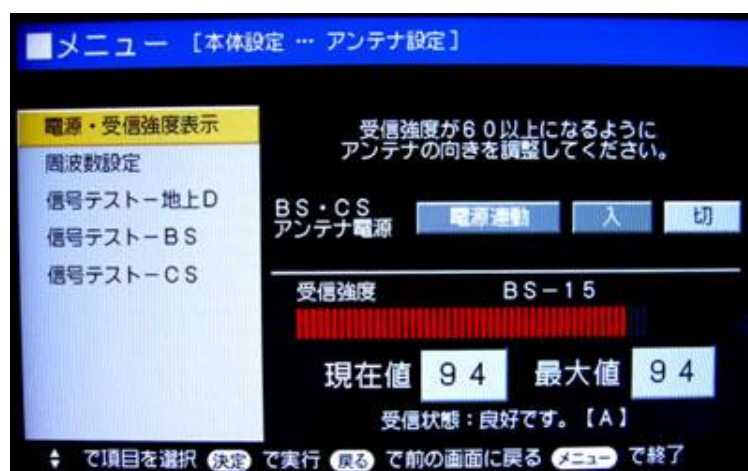 ■メニュー [本体設定 … アンテナ設定]
電源・受信強度表示
周波数設定
信号テストー地上D
信号テストーBS
信号テストーCS
受信強度が60以上になるように
アンテナの向きを調整してください。
BS・CS
アンテナ電源 電源連動 入 切
受信強度 BS-15
現在値 94 最大値 94
受信状態:良好です。【A】
で項目を選択 決定 で実行 戻る で前の画面に戻る メニュー で終了